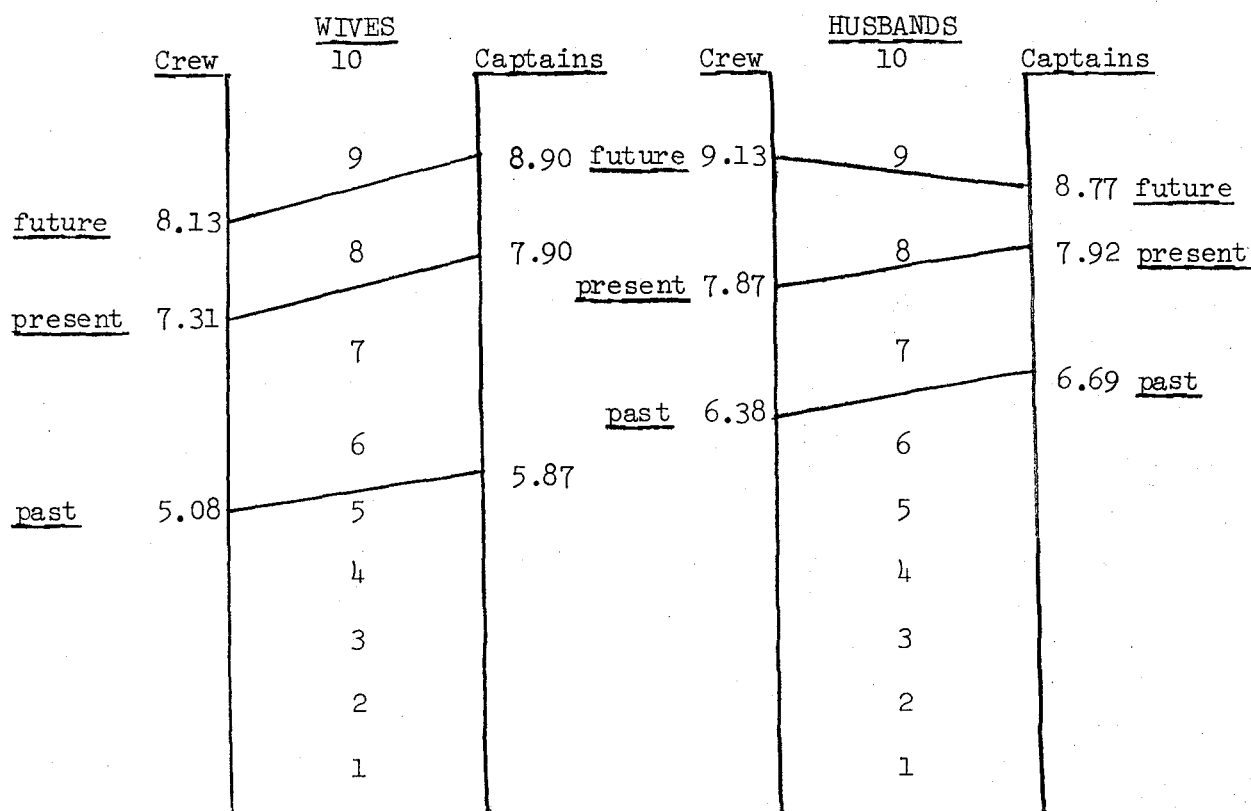 WIVES HUSBANDS
Crew 10 Captains Crew 10 Captains
9 8.90 future 9.13 9
8.77 future
future 8.13
8 7.90 8 7.92 present
present 7.87
present 7.31
7 7
6.69 past
past 6.38
6 6
5.87
past 5.08 5 5
4 4
3 3
2 2
1 1